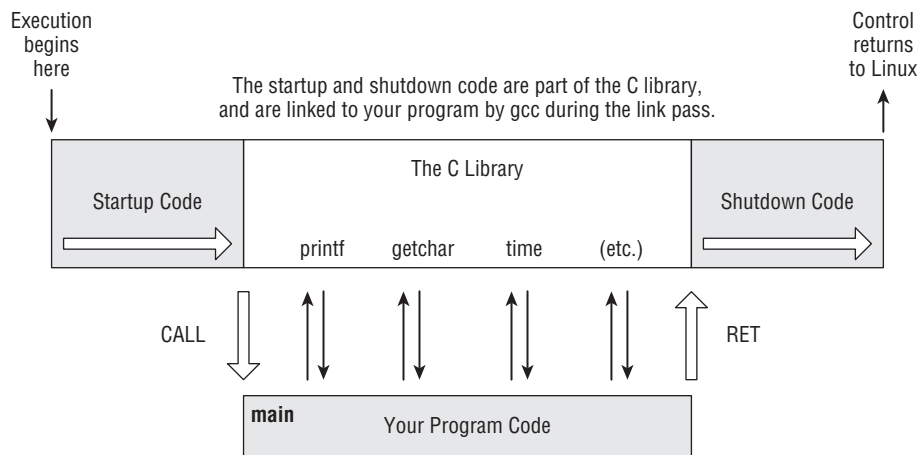 Execution
begins
here
Control
returns
to Linux
The startup and shutdown code are part of the C library,
and are linked to your program by gcc during the link pass.
The C Library
Startup Code
Shutdown Code
printf getchar time (etc.)
CALL
RET
main
Your Program Code